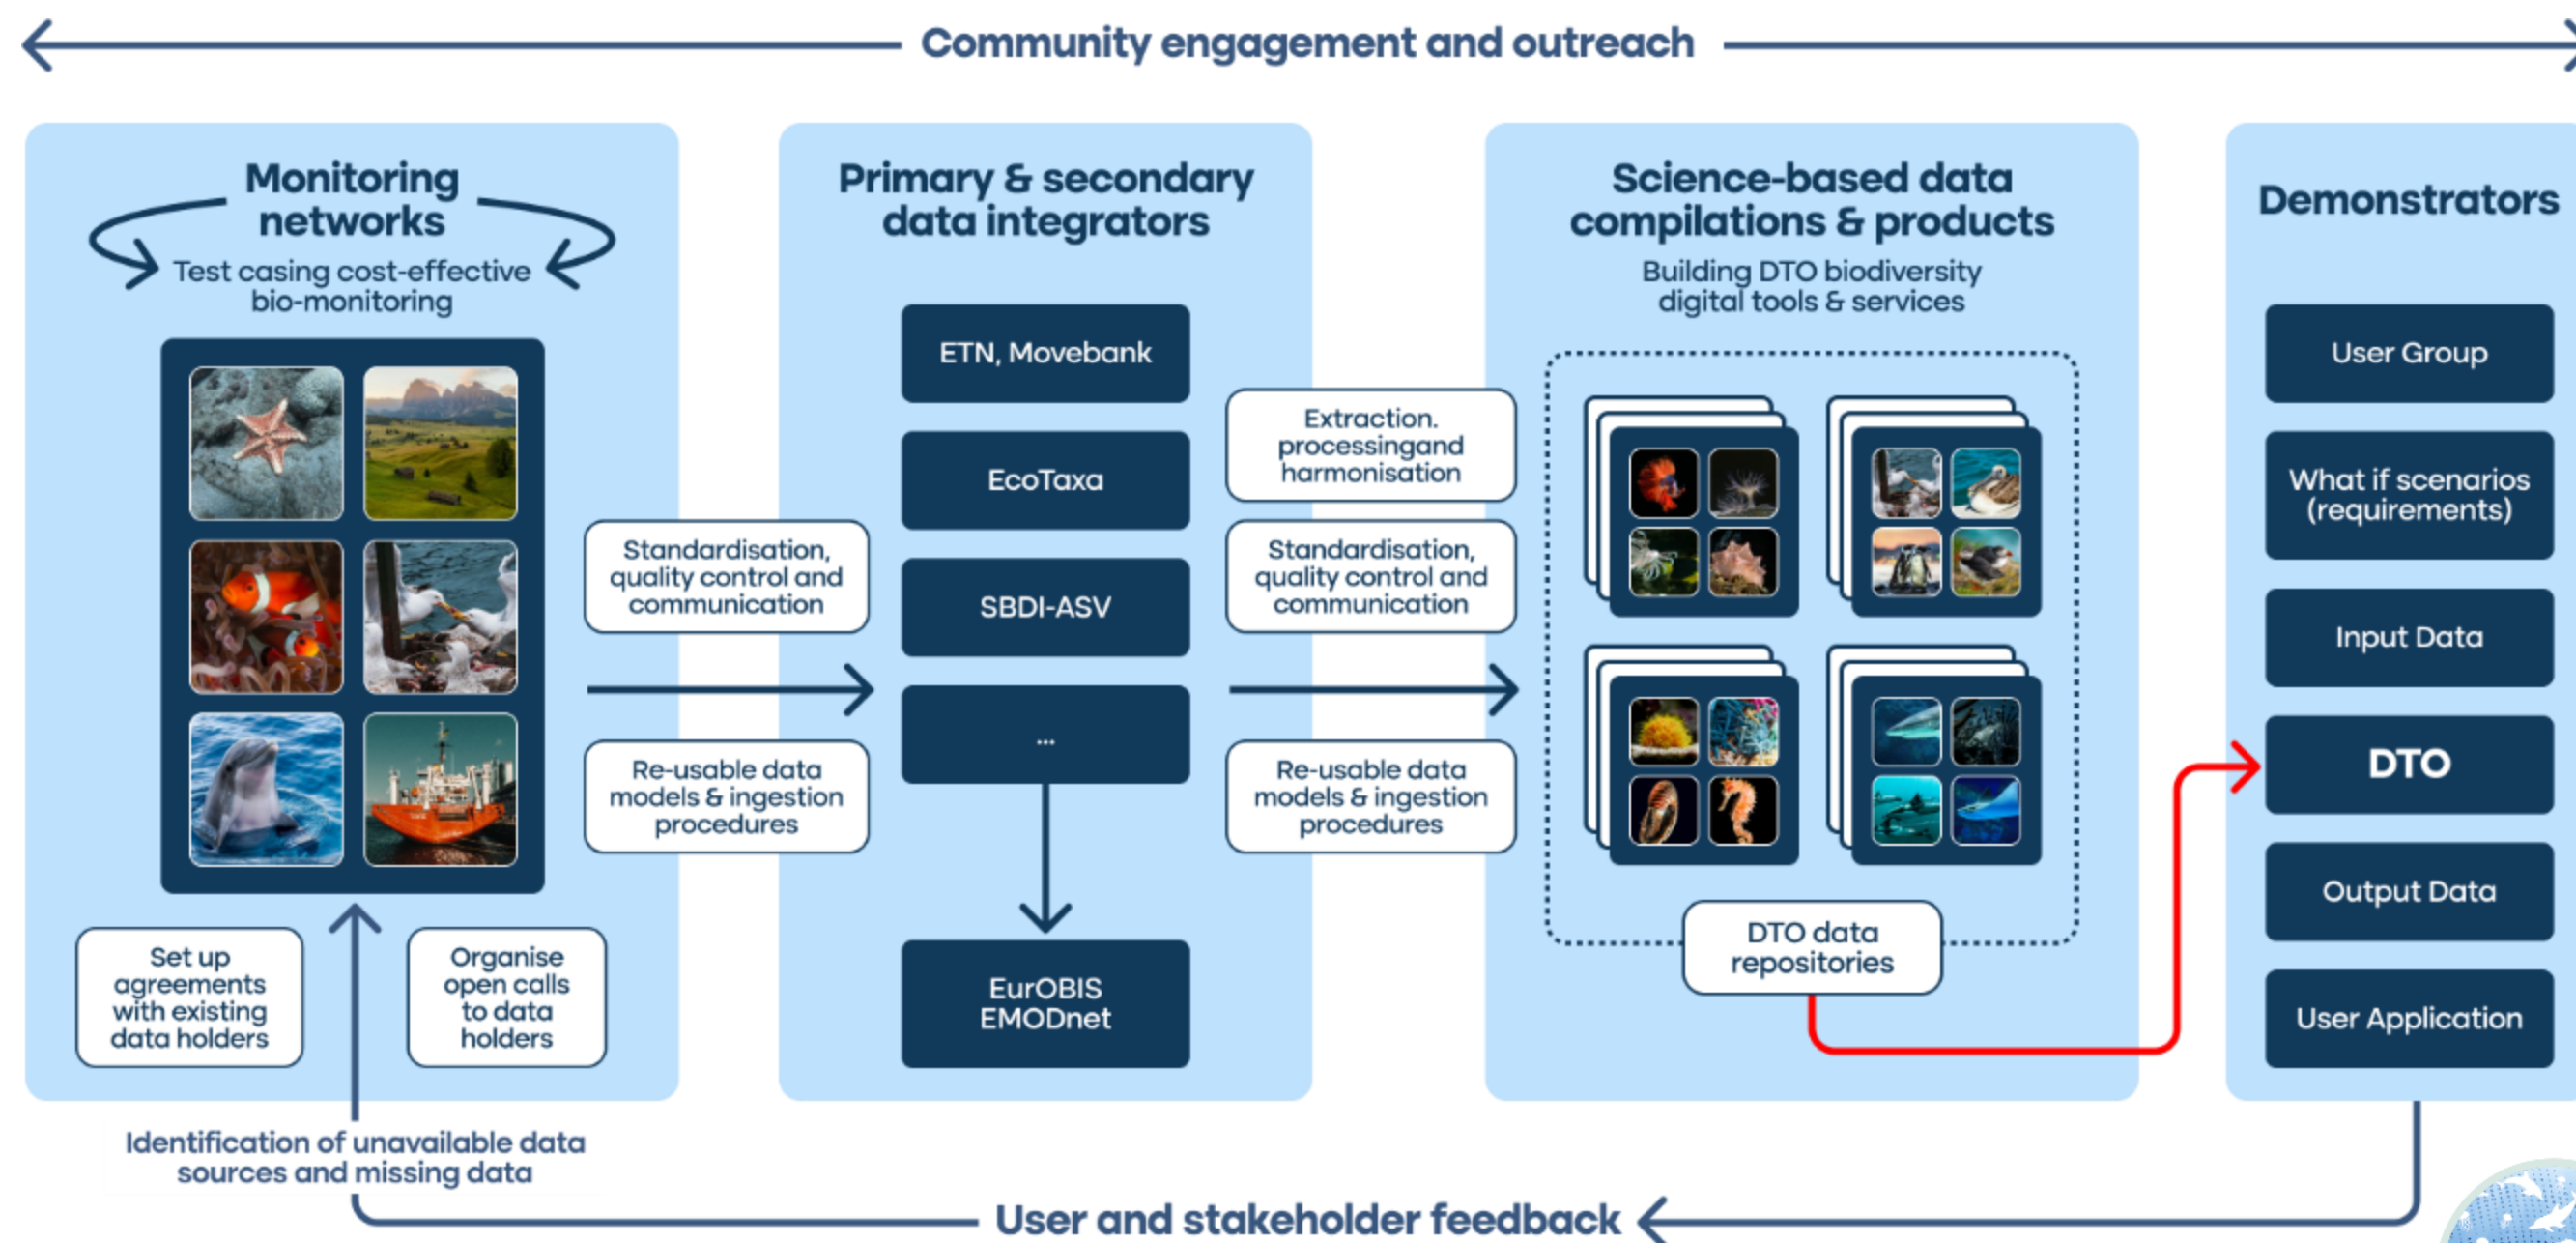 Community engagement and outreach
Monitoring
networks
Test casing cost-effective
bio-monitoring
Set up
agreements
with existing
data holders
Organise
open calls
to data
holders
Identification of unavailable data
sources and missing data
Standardisation,
quality control and
communication
Re-usable data
models & ingestion
procedures
Primary & secondary
data integrators
ETN, Movebank
EcoTaxa
SBDI-ASV
...
EurOBIS
EMODnet
Extraction.
processingand
harmonisation
Standardisation,
quality control and
communication
Re-usable data
models & ingestion
procedures
Science-based data
compilations & products
Building DTO biodiversity
digital tools & services
DTO data
repositories
Demonstrators
User Group
What if scenarios
(requirements)
Input Data
DTO
Output Data
User Application
User and stakeholder feedback